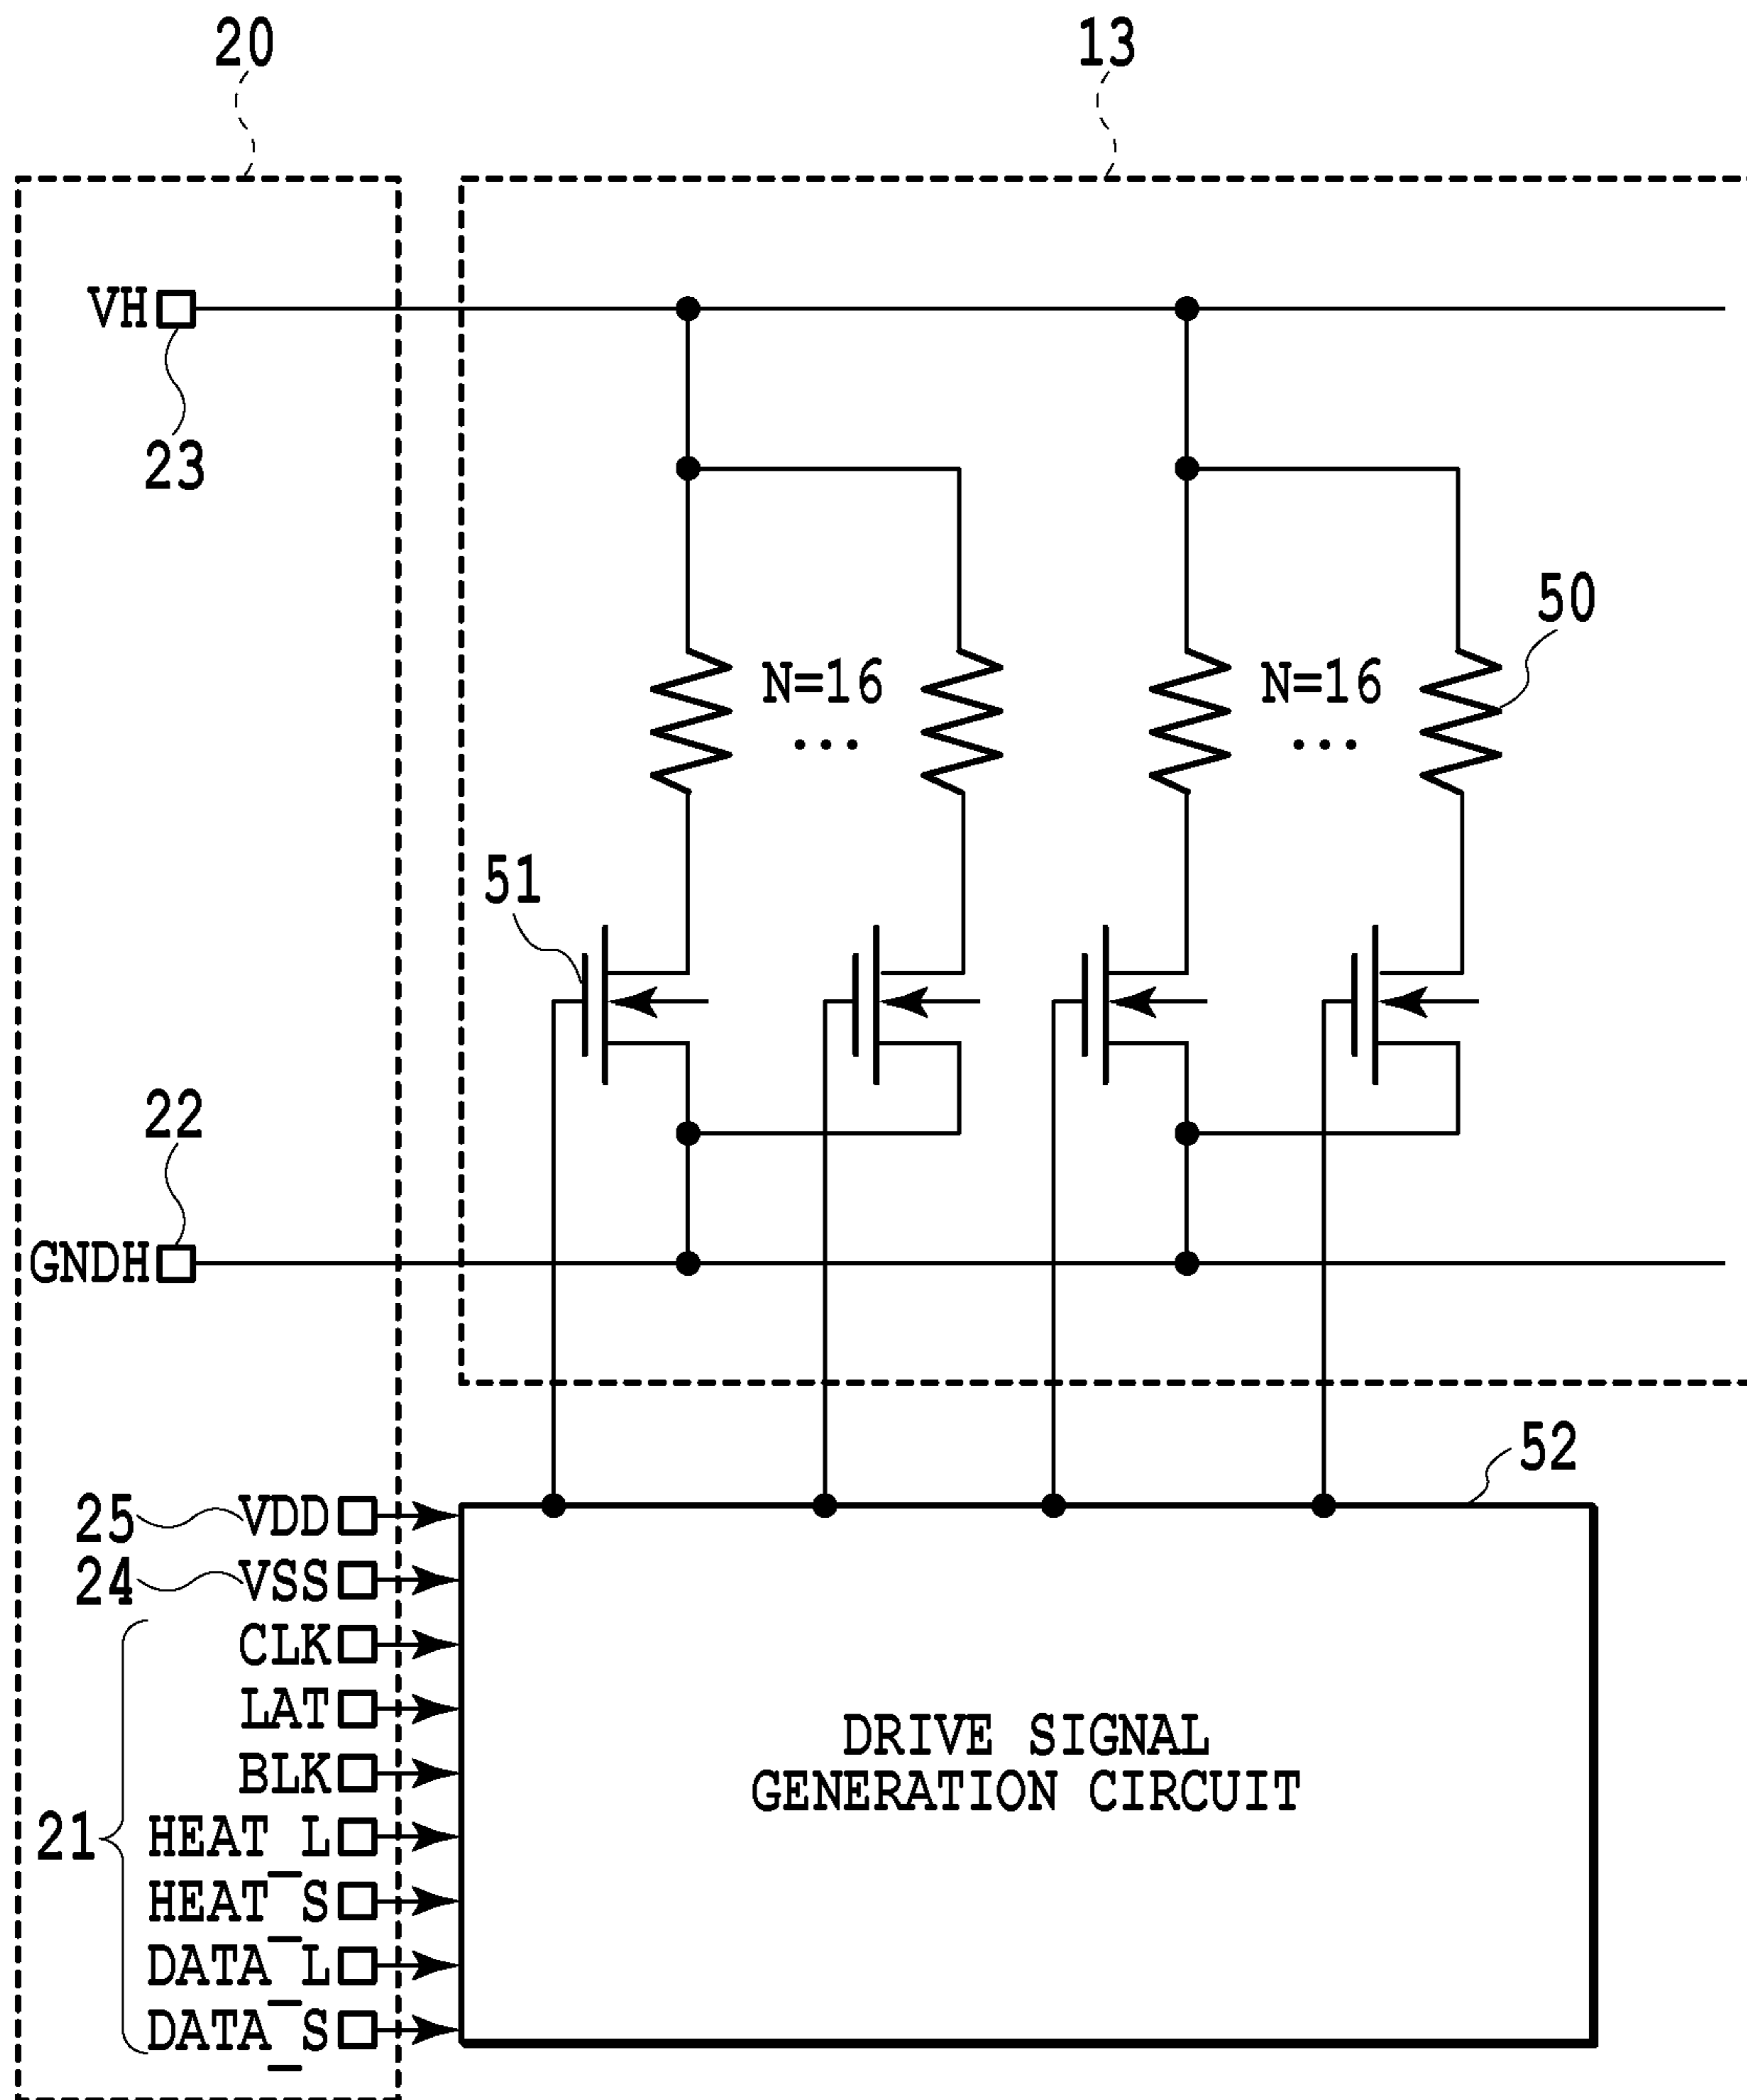 20
13
VH
23
50
N=16
N=16
...
...
51
22
GNDH
52
25
VDD
24
VSS
CLK
LAT
BLK
21
HEAT_L
HEAT_S
DATA_L
DATA_S
DRIVE SIGNAL
GENERATION CIRCUIT